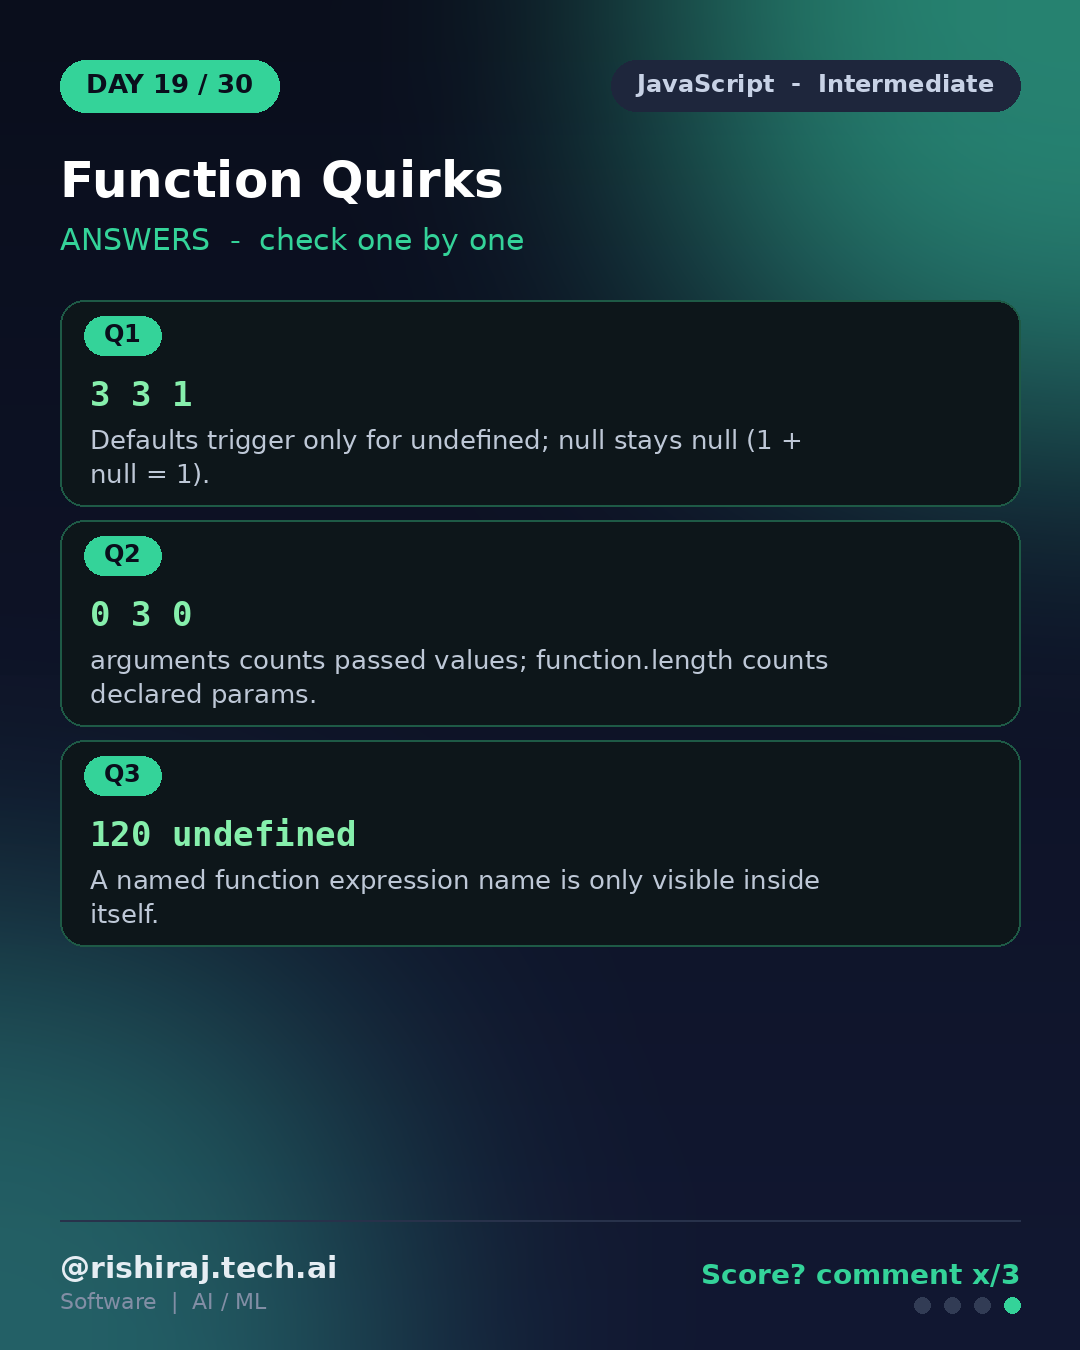 DAY 19 / 30
JavaScript - Intermediate
Function Quirks
ANSWERS - check one by one
Q1
3 3 1
Defaults trigger only for undefined; null stays null (1 +
null = 1).
Q2
0 3 0
arguments counts passed values; function.length counts
declared params.
Q3
120 undefined
A named function expression name is only visible inside
itself.
@rishiraj.tech.ai
Software | AI / ML
Score? comment x/3